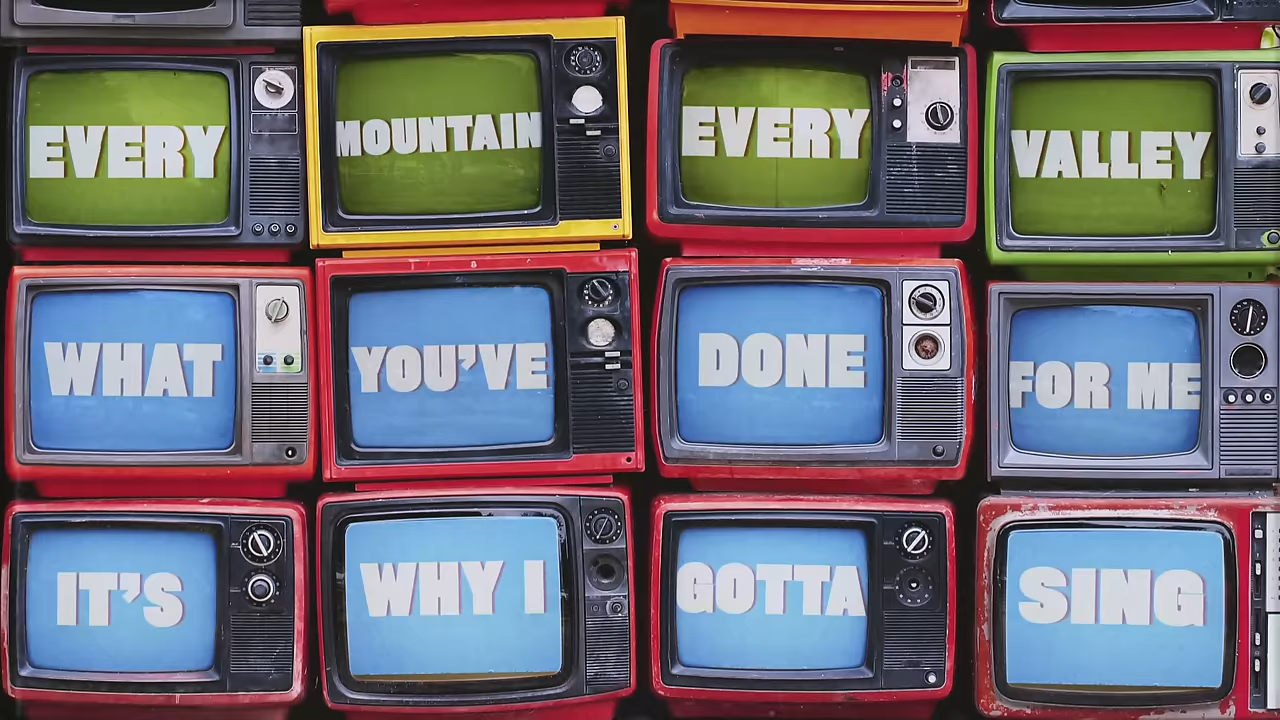 EVERY MOUNTAIN EVERY VALLEY
WHAT YOU'VE DONE FOR ME
IT'S WHY I GOTTA SING